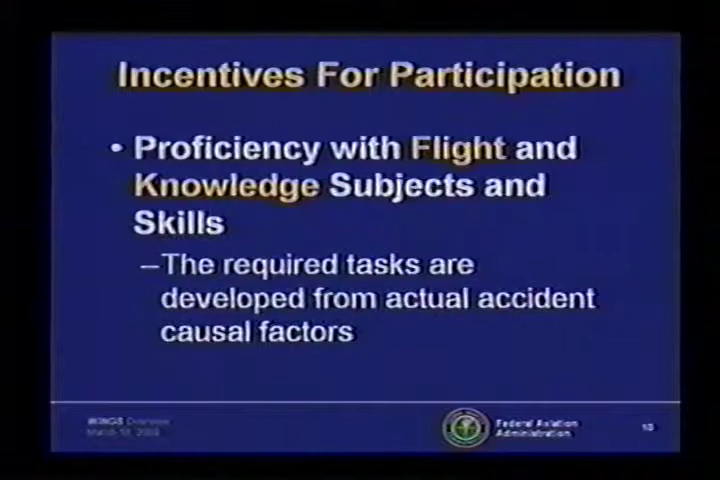 Incentives For Participation
• Proficiency with Flight and
Knowledge Subjects and
Skills
–The required tasks are
developed from actual accident
causal factors
WINGS Overview
Federal Aviation
Administration
10